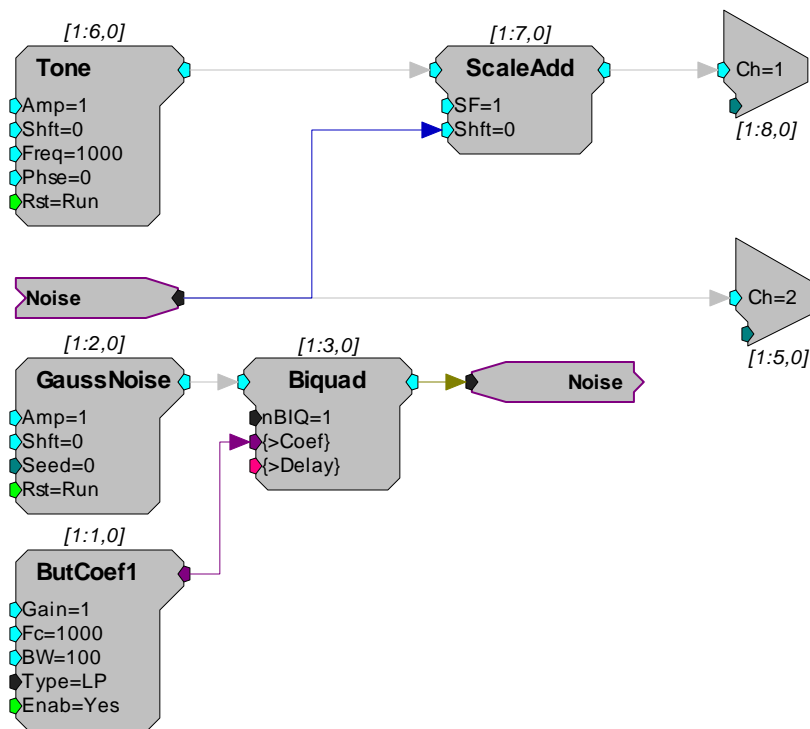 [1:6,0]
Tone
Amp=1
Shft=0
Freq=1000
Phse=0
Rst=Run
[1:7,0]
ScaleAdd
SF=1
Shft=0
Ch=1
[1:8,0]
Noise
Ch=2
[1:5,0]
[1:2,0]
GaussNoise
Amp=1
Shft=0
Seed=0
Rst=Run
[1:3,0]
Biquad
nBIQ=1
{>Coef}
{>Delay}
Noise
[1:1,0]
ButCoef1
Gain=1
Fc=1000
BW=100
Type=LP
Enab=Yes